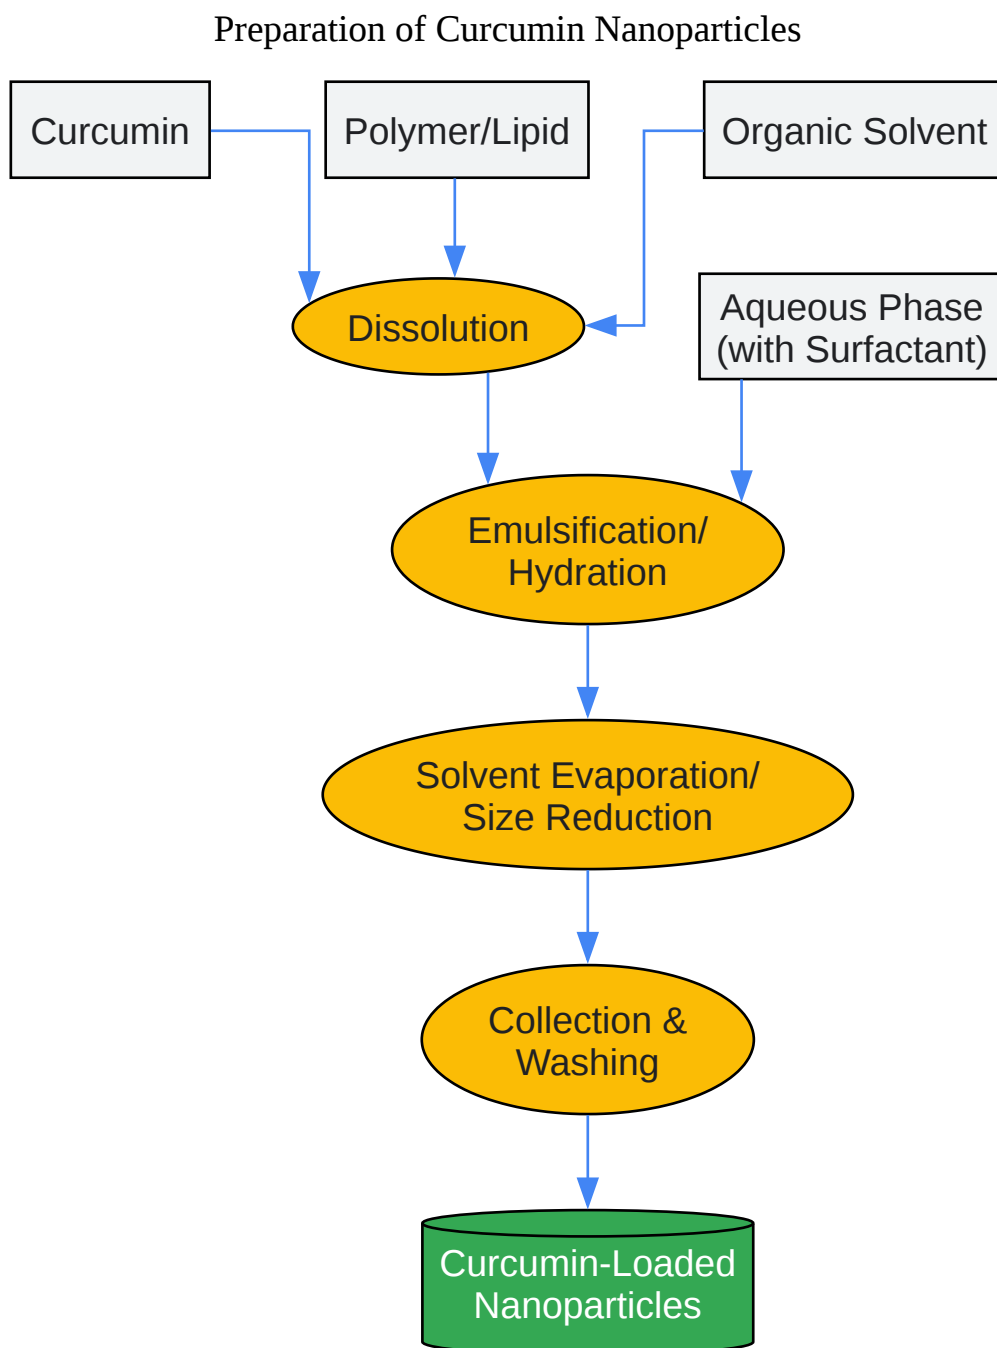 Preparation of Curcumin Nanoparticles
Curcumin
Polymer/Lipid
Organic Solvent
Dissolution
Aqueous Phase
(with Surfactant)
Emulsification/
Hydration
Solvent Evaporation/
Size Reduction
Collection &
Washing
Curcumin-Loaded
Nanoparticles